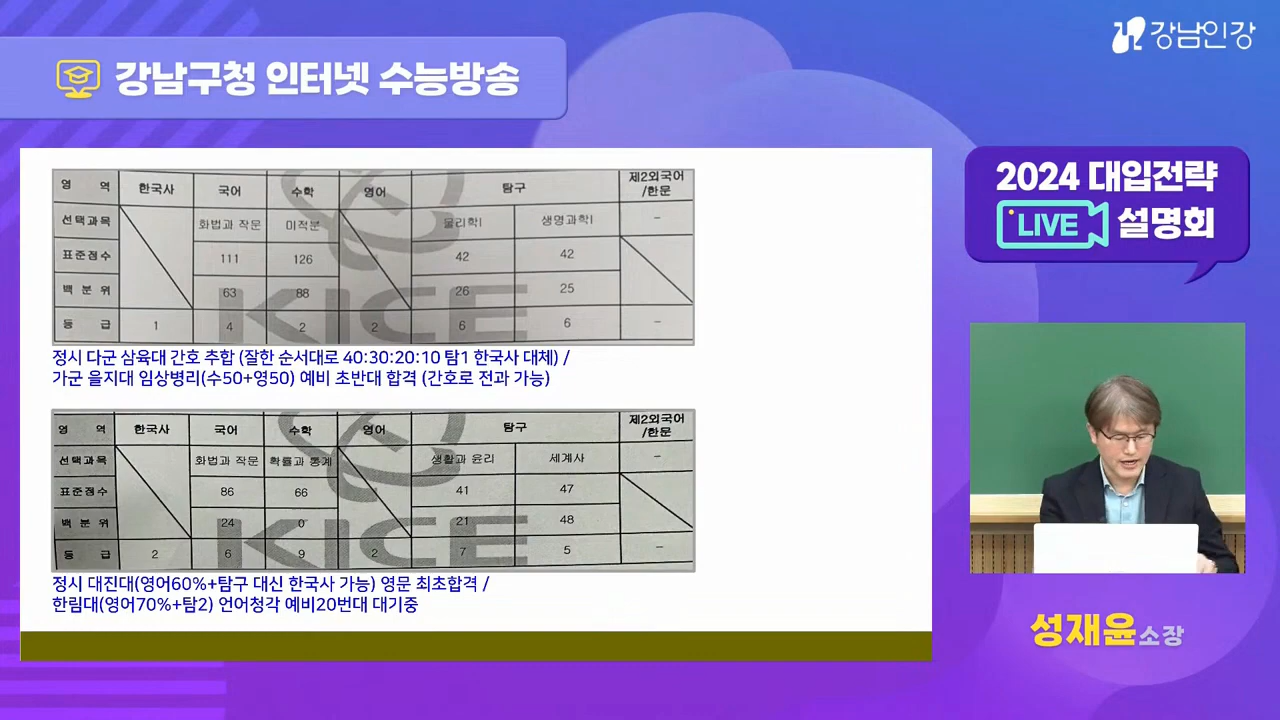 강남인강
강남구청 인터넷 수능방송
2024 대입전략
LIVE 설명회
영 역 한국사 국어 수학 영어 탐구 제2외국어/한문
선택과목 화법과 작문 미적분 물리학Ⅰ 생명과학Ⅰ -
표준점수 111 126 42 42
백 분 위 63 88 26 25
등 급 1 4 2 2 6 6 -
KICE
정시 다군 삼육대 간호 추합 (잘한 순서대로 40:30:20:10 탐1 한국사 대체) /
가군 을지대 임상병리(수50+영50) 예비 초반대 합격 (간호로 전과 가능)
영 역 한국사 국어 수학 영어 탐구 제2외국어/한문
선택과목 화법과 작문 확률과 통계 생활과 윤리 세계사 -
표준점수 86 66 41 47
백 분 위 24 0 21 48
등 급 2 6 9 2 7 5 -
KICE
정시 대진대(영어60%+탐구 대신 한국사 가능) 영문 최초합격 /
한림대(영어70%+탐2) 언어청각 예비20번대 대기중
성재윤소장